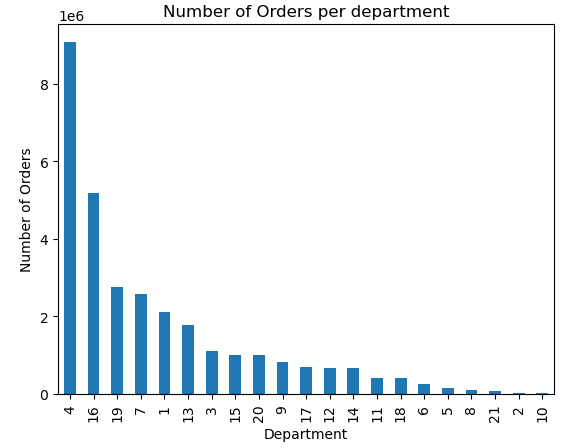 Number of Orders per department
1e6
8
6
4
2
0
Number of Orders
4 16 19 7 1 13 3 15 20 9 17 12 14 11 18 6 5 8 21 2 10
Department